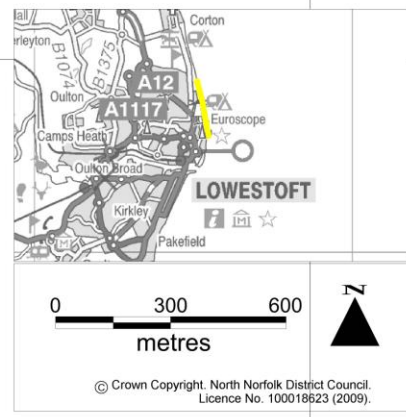 Corton
erleyton
B1074
B1375
A12
Oulton
A1117
Euroscope
Camps Heath
Oulton Broad
LOWESTOFT
Kirkley
i M
Pakefield
M
0 300 600
metres
N
© Crown Copyright. North Norfolk District Council.
Licence No. 100018623 (2009).